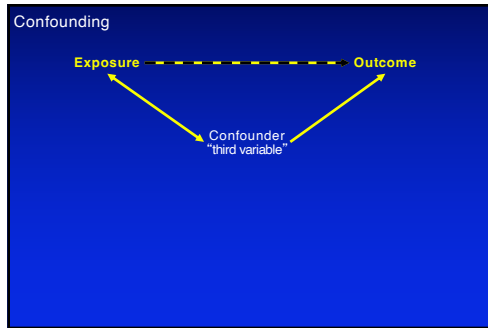 Confounding
Exposure Outcome
Confounder
“third variable”